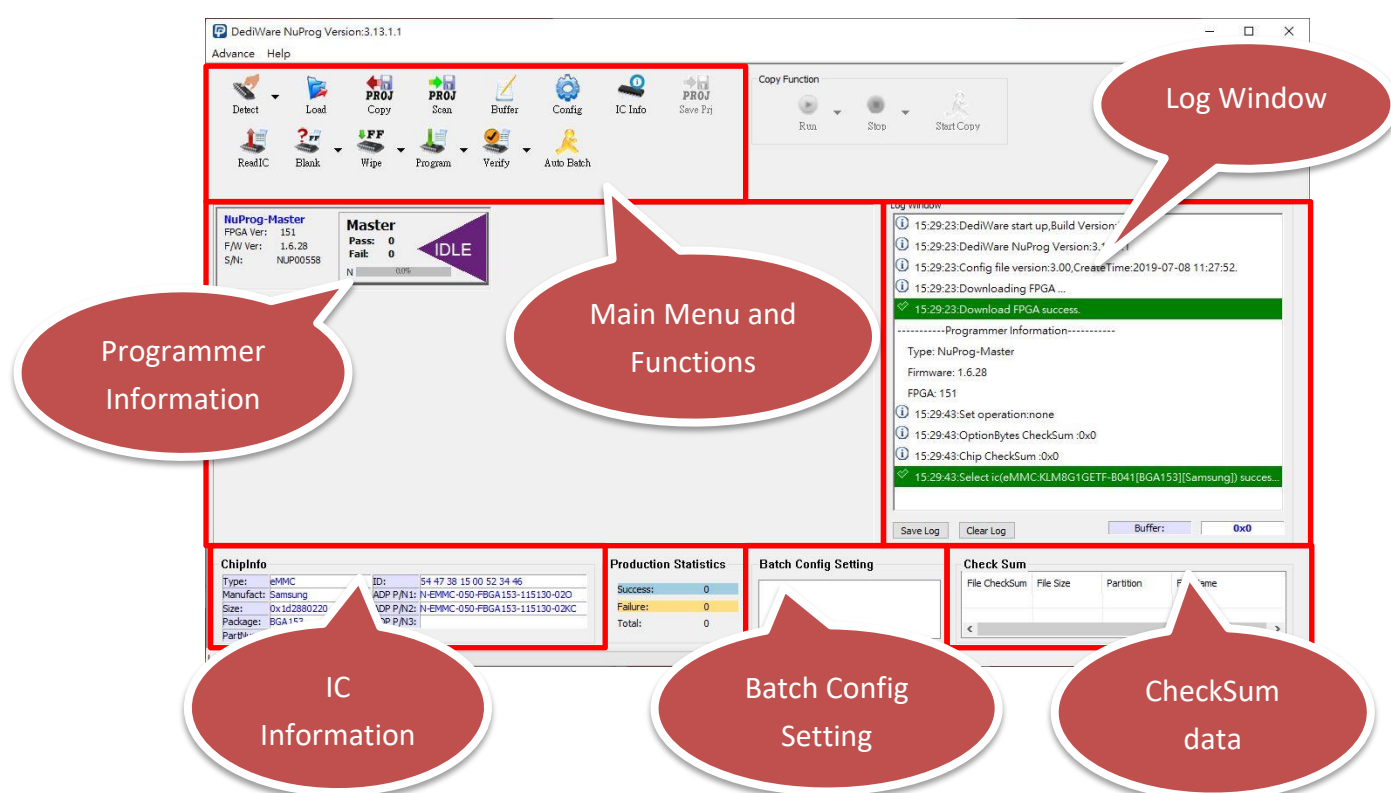 DediWare NuProg Version:3.13.1.1
Advance Help
Detect Load PROJ Copy PROJ Scan Buffer Config IC Info PROJ Save Prj
ReadIC ?FF Blank FF Wipe Program Verify Auto Batch
Copy Function
Run Stop Start Copy
Log Window
Main Menu and
Functions
NuProg-Master
FPGA Ver: 151
F/W Ver: 1.6.28
S/N: NUP00558
Master
Pass: 0
Fail: 0
N 0.0%
IDLE
Programmer
Information
Log Window
15:29:23:DediWare start up,Build Version
15:29:23:DediWare NuProg Version:3.1
15:29:23:Config file version:3.00,CreateTime:2019-07-08 11:27:52.
15:29:23:Downloading FPGA ...
15:29:23:Download FPGA success.
-----------Programmer Information-----------
Type: NuProg-Master
Firmware: 1.6.28
FPGA: 151
15:29:43:Set operation:none
15:29:43:OptionBytes CheckSum :0x0
15:29:43:Chip CheckSum :0x0
15:29:43:Select ic(eMMC:KLM8G1GETF-B041[BGA153][Samsung]) succes...
Save Log Clear Log Buffer: 0x0
ChipInfo
Type: eMMC ID: 54 47 38 15 00 52 34 46
Manufact: Samsung ADP P/N1: N-EMMC-050-FBGA153-115130-02O
Size: 0x1d2880220 ADP P/N2: N-EMMC-050-FBGA153-115130-02KC
Package: BGA153 ADP P/N3:
Production Statistics
Success: 0
Failure: 0
Total: 0
Batch Config Setting
Check Sum
File CheckSum File Size Partition
IC
Information
Batch Config
Setting
CheckSum
data